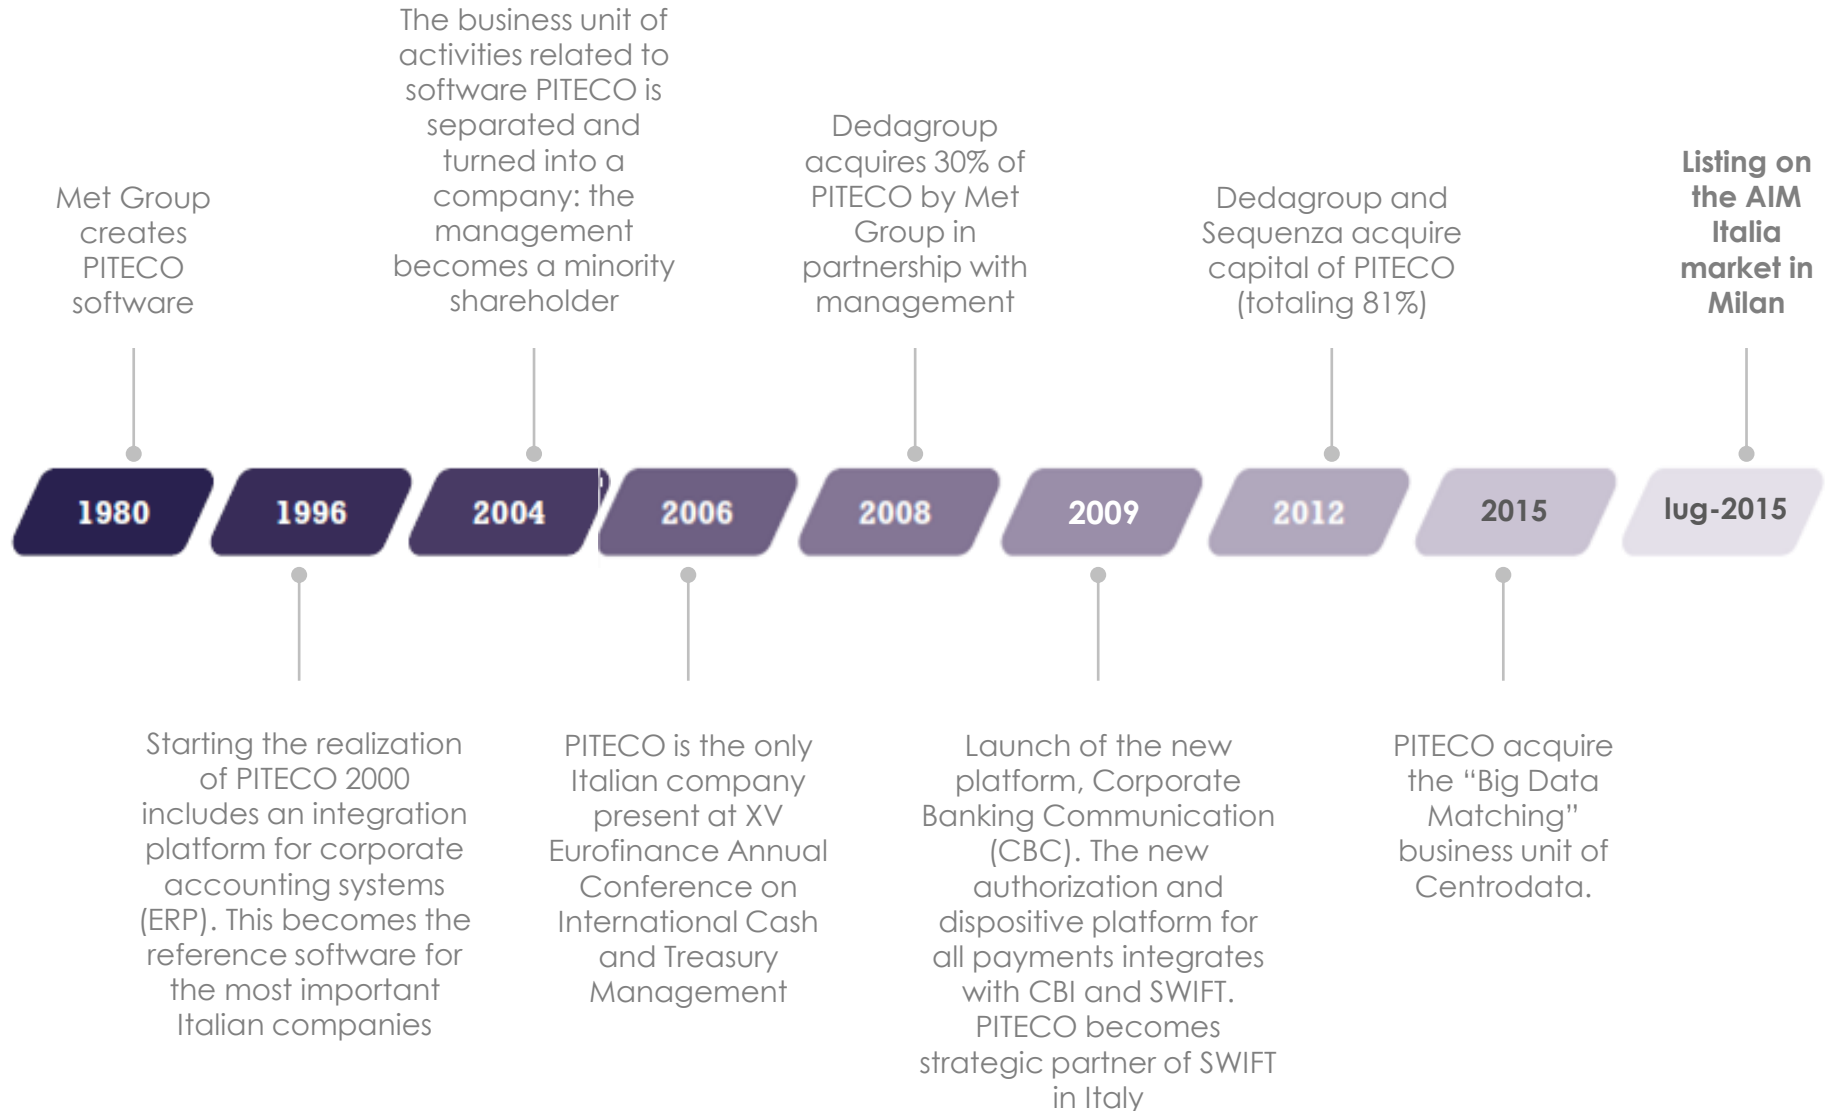 The business unit of
activities related to
software PITECO is
separated and
turned into a
company: the
management
becomes a minority
shareholder
Met Group
creates
PITECO
software
Dedagroup
acquires 30% of
PITECO by Met
Group in
partnership with
management
Dedagroup and
Sequenza acquire
capital of PITECO
(totaling 81%)
Listing on
the AIM
Italia
market in
Milan
1980
1996
2004
2006
2008
2009
2012
2015
lug-2015
Starting the realization
of PITECO 2000
includes an integration
platform for corporate
accounting systems
(ERP). This becomes the
reference software for
the most important
Italian companies
PITECO is the only
Italian company
present at XV
Eurofinance Annual
Conference on
International Cash
and Treasury
Management
Launch of the new
platform, Corporate
Banking Communication
(CBC). The new
authorization and
dispositive platform for
all payments integrates
with CBI and SWIFT.
PITECO becomes
strategic partner of SWIFT
in Italy
PITECO acquire
the “Big Data
Matching”
business unit of
Centrodata.